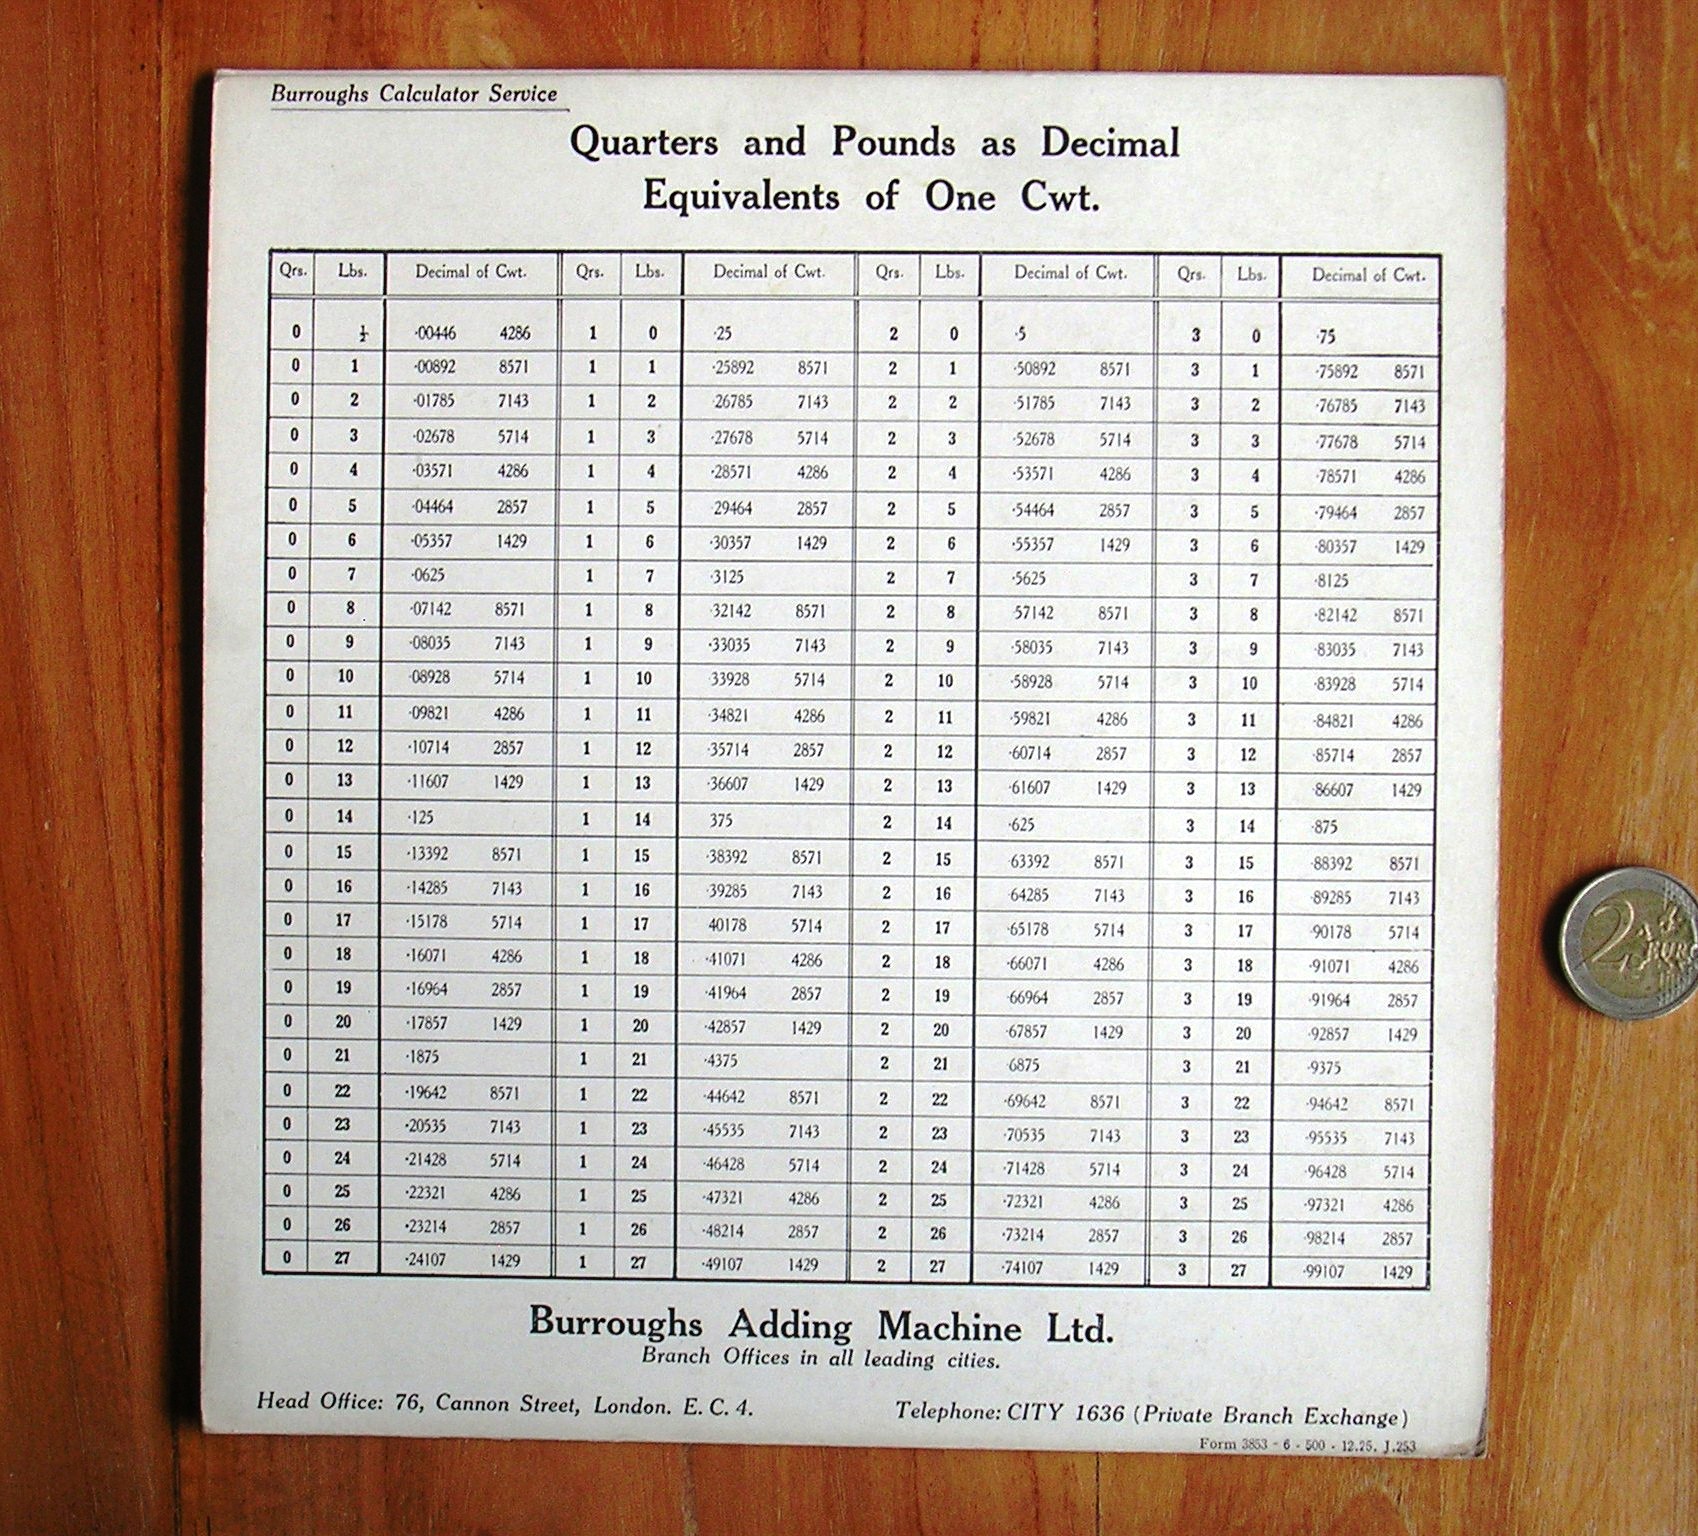 Burroughs Calculator Service
Quarters and Pounds as Decimal
Equivalents of One Cwt.
Qrs. Lbs. Decimal of Cwt. Qrs. Lbs. Decimal of Cwt. Qrs. Lbs. Decimal of Cwt. Qrs. Lbs. Decimal of Cwt.
0 ½ ·00446 4286 1 0 ·25 2 0 ·5 3 0 ·75
0 1 ·00892 8571 1 1 ·25892 8571 2 1 ·50892 8571 3 1 ·75892 8571
0 2 ·01785 7143 1 2 ·26785 7143 2 2 ·51785 7143 3 2 ·76785 7143
0 3 ·02678 5714 1 3 ·27678 5714 2 3 ·52678 5714 3 3 ·77678 5714
0 4 ·03571 4286 1 4 ·28571 4286 2 4 ·53571 4286 3 4 ·78571 4286
0 5 ·04464 2857 1 5 ·29464 2857 2 5 ·54464 2857 3 5 ·79464 2857
0 6 ·05357 1429 1 6 ·30357 1429 2 6 ·55357 1429 3 6 ·80357 1429
0 7 ·0625 1 7 ·3125 2 7 ·5625 3 7 ·8125
0 8 ·07142 8571 1 8 ·32142 8571 2 8 ·57142 8571 3 8 ·82142 8571
0 9 ·08035 7143 1 9 ·33035 7143 2 9 ·58035 7143 3 9 ·83035 7143
0 10 ·08928 5714 1 10 33928 5714 2 10 ·58928 5714 3 10 ·83928 5714
0 11 ·09821 4286 1 11 ·34821 4286 2 11 ·59821 4286 3 11 ·84821 4286
0 12 ·10714 2857 1 12 ·35714 2857 2 12 ·60714 2857 3 12 ·85714 2857
0 13 ·11607 1429 1 13 ·36607 1429 2 13 ·61607 1429 3 13 ·86607 1429
0 14 ·125 1 14 375 2 14 ·625 3 14 ·875
0 15 ·13392 8571 1 15 ·38392 8571 2 15 63392 8571 3 15 ·88392 8571
0 16 ·14285 7143 1 16 ·39285 7143 2 16 64285 7143 3 16 ·89285 7143
0 17 ·15178 5714 1 17 40178 5714 2 17 ·65178 5714 3 17 ·90178 5714
0 18 ·16071 4286 1 18 ·41071 4286 2 18 ·66071 4286 3 18 ·91071 4286
0 19 ·16964 2857 1 19 ·41964 2857 2 19 ·66964 2857 3 19 ·91964 2857
0 20 ·17857 1429 1 20 ·42857 1429 2 20 ·67857 1429 3 20 ·92857 1429
0 21 ·1875 1 21 ·4375 2 21 ·6875 3 21 ·9375
0 22 ·19642 8571 1 22 ·44642 8571 2 22 ·69642 8571 3 22 ·94642 8571
0 23 ·20535 7143 1 23 ·45535 7143 2 23 ·70535 7143 3 23 ·95535 7143
0 24 ·21428 5714 1 24 ·46428 5714 2 24 ·71428 5714 3 24 ·96428 5714
0 25 ·22321 4286 1 25 ·47321 4286 2 25 ·72321 4286 3 25 ·97321 4286
0 26 ·23214 2857 1 26 ·48214 2857 2 26 ·73214 2857 3 26 ·98214 2857
0 27 ·24107 1429 1 27 ·49107 1429 2 27 ·74107 1429 3 27 ·99107 1429
Burroughs Adding Machine Ltd.
Branch Offices in all leading cities.
Head Office: 76, Cannon Street, London. E. C. 4.
Telephone: CITY 1636 (Private Branch Exchange)
Form 3853 - 6 - 500 - 12.25. J.253
2 EURO